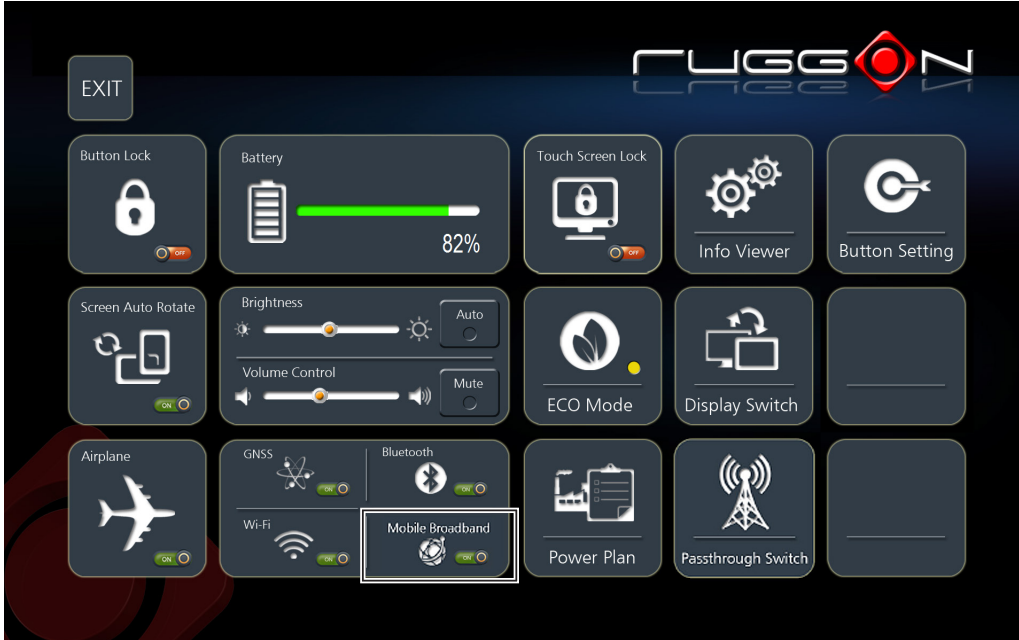 EXIT
ruggON
Button Lock
OFF
Battery
82%
Touch Screen Lock
OFF
Info Viewer
Button Setting
Screen Auto Rotate
ON
Brightness
Auto
Volume Control
Mute
ECO Mode
Display Switch
Airplane
ON
GNSS
ON
Bluetooth
ON
Wi-Fi
ON
Mobile Broadband
ON
Power Plan
Passthrough Switch